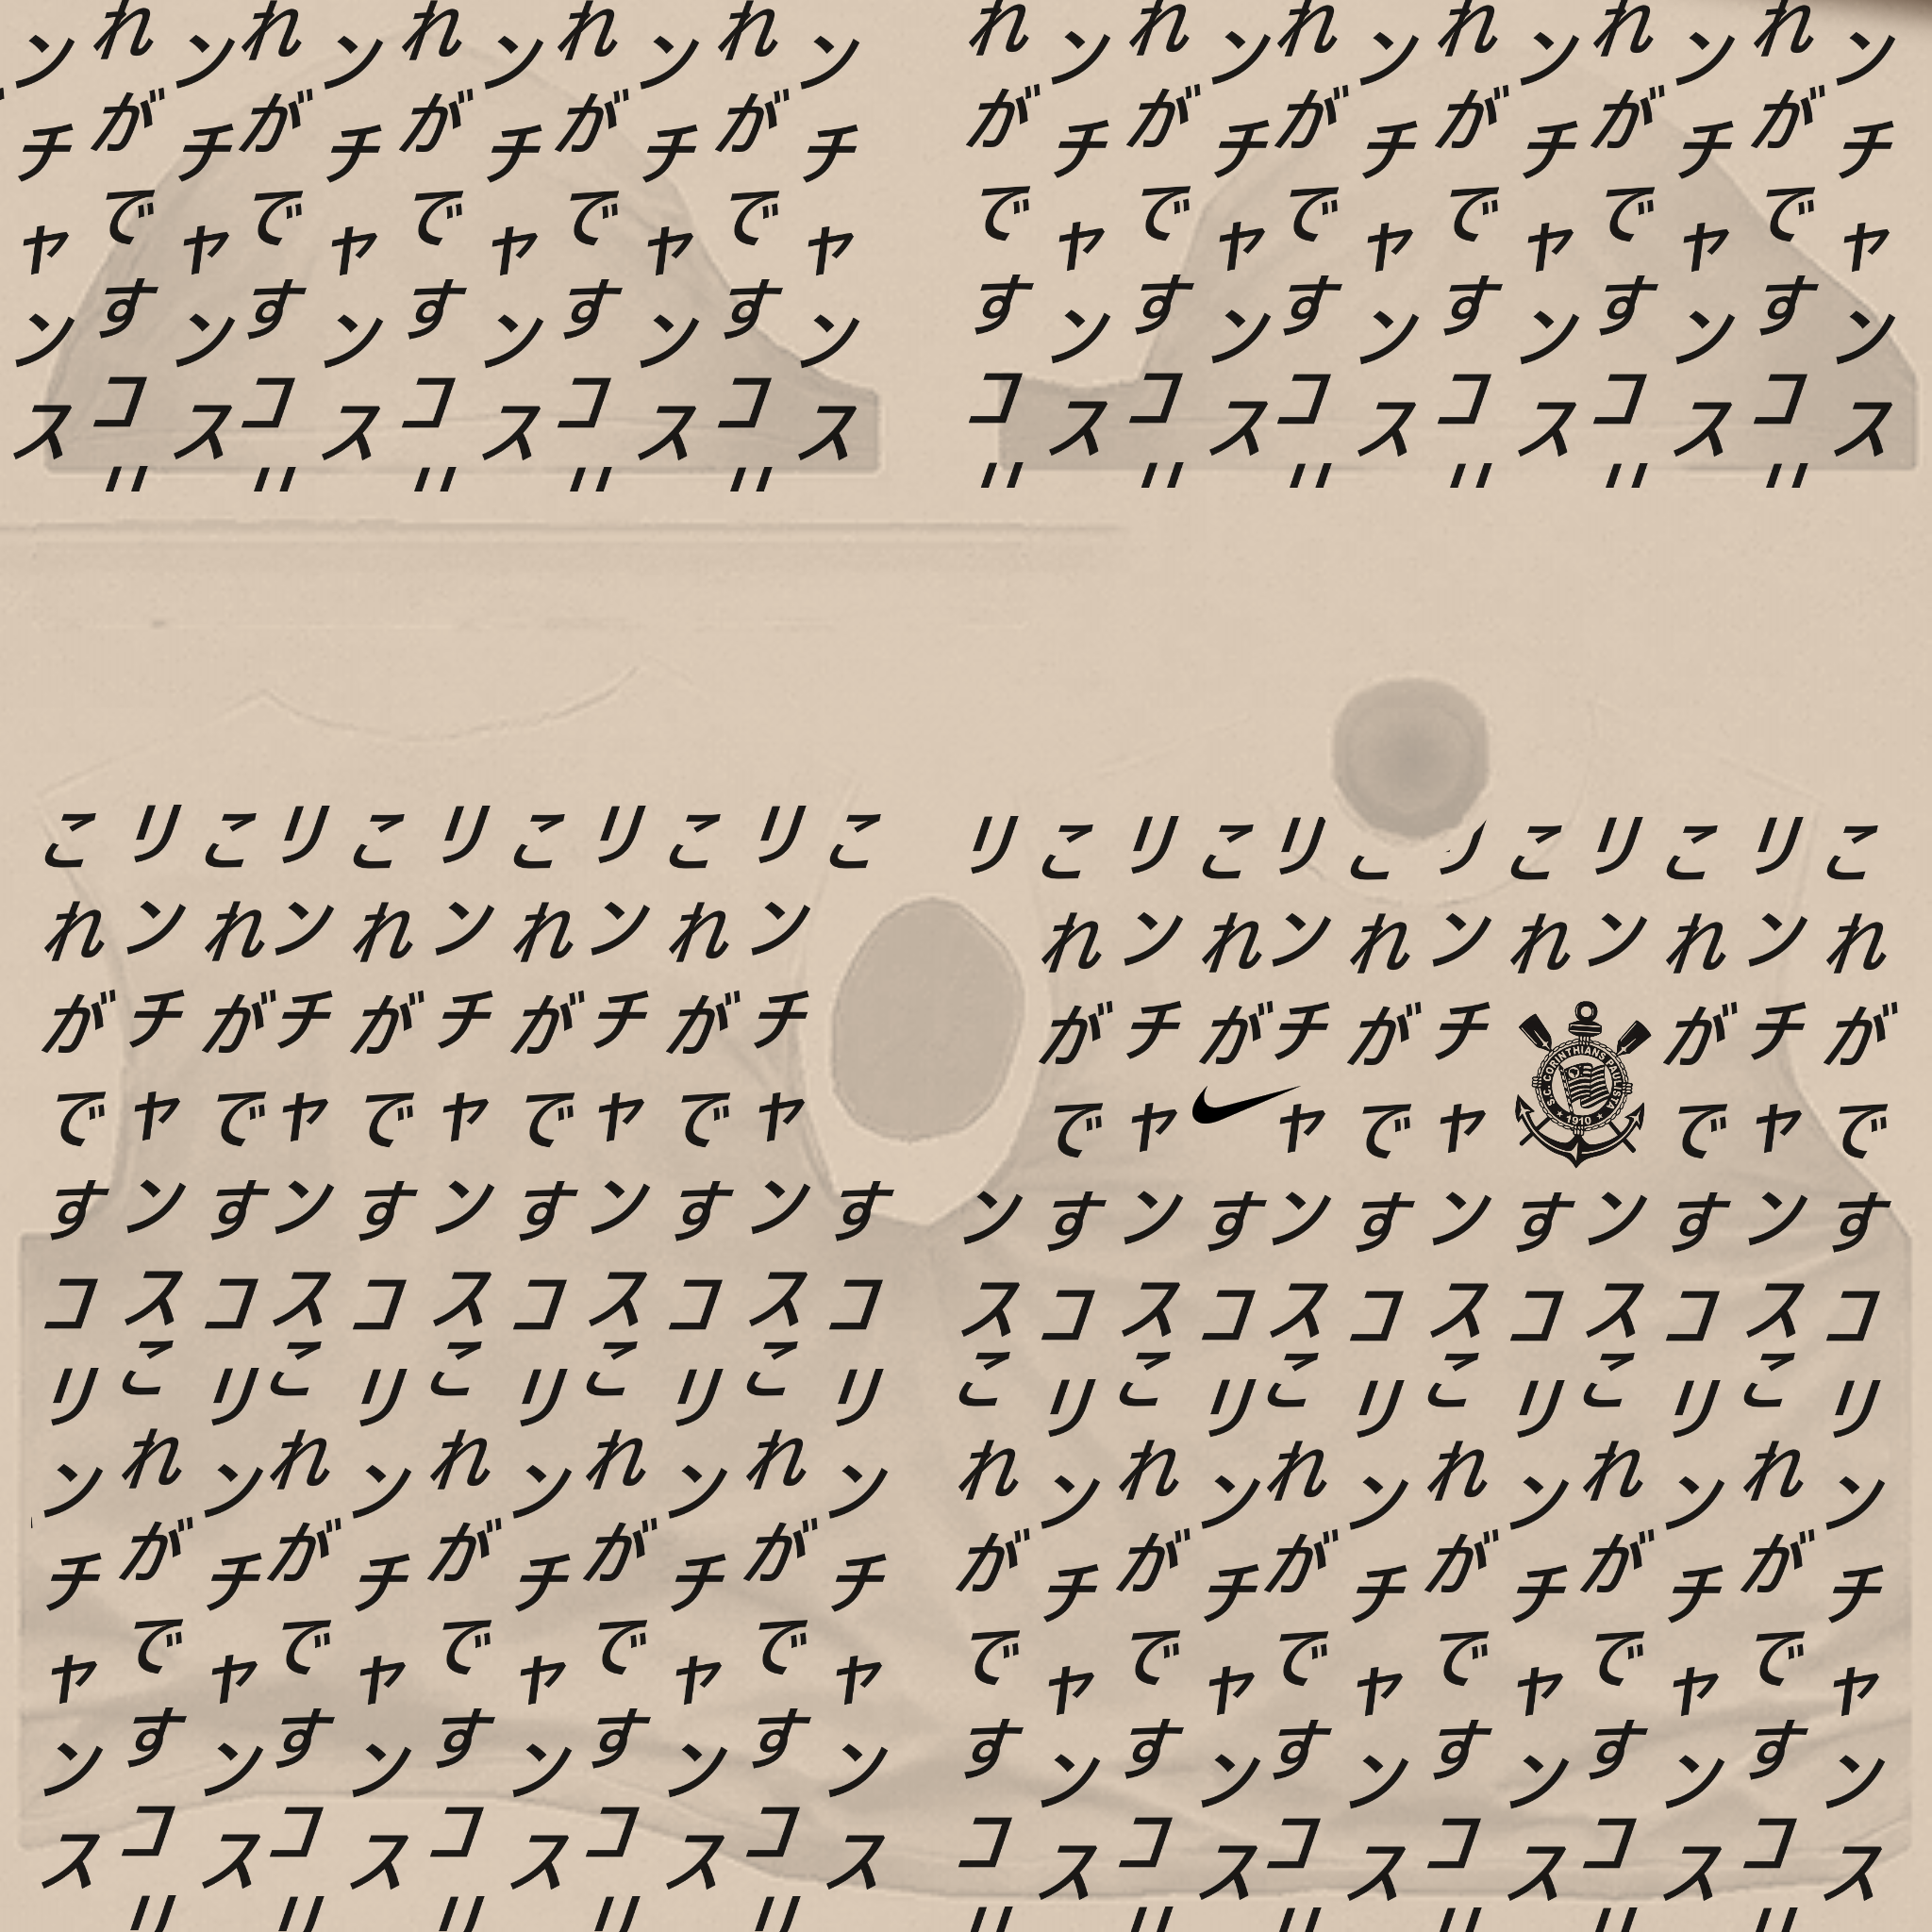 ンチャンス
れがですコ
ンチャンス
れがですコ
ンチャンス
れがですコ
ンチャンス
れがですコ
ンチャンス
れがですコ
ンチャンス
れがですコ
ンチャンス
れがですコ
ンチャンス
れがですコ
ンチャンス
れがですコ
ンチャンス
れがですコ
ンチャンス
れがですコ
ンチャンス
これがですコリンチャンス
リンチャンスこれがですコ
これがですコリンチャンス
リンンスこれがですコ
これすコリンチャンス
ンチャンスこれがですコ
これがですコリンチャンス
リンチャンスこれがですコ
これがすコリンチャンス
リンチャンスこれがですコ
これがですコリンチャンス
リンスこれがですコ
S.C. CORINTHIANS PAULISTA
1910
こすコリンチャンス
リンチャンスこれがですコ
これがですコリンチャンス
リンチャンスこれがですコ
これがですコリンチャンス
リンチャンスこれがですコ
これがですコリンチャンス
リンチャンスこれがですコ
これがですコリンチャンス
リンチャンスこれがですコ
これがですコリンチャンス